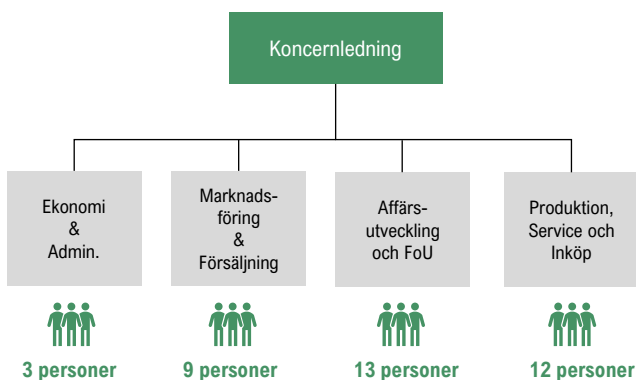 Koncernledning
Ekonomi
&
Admin.
Marknads-
föring
&
Försäljning
Affärs-
utveckling
och FoU
Produktion,
Service och
Inköp
3 personer
9 personer
13 personer
12 personer